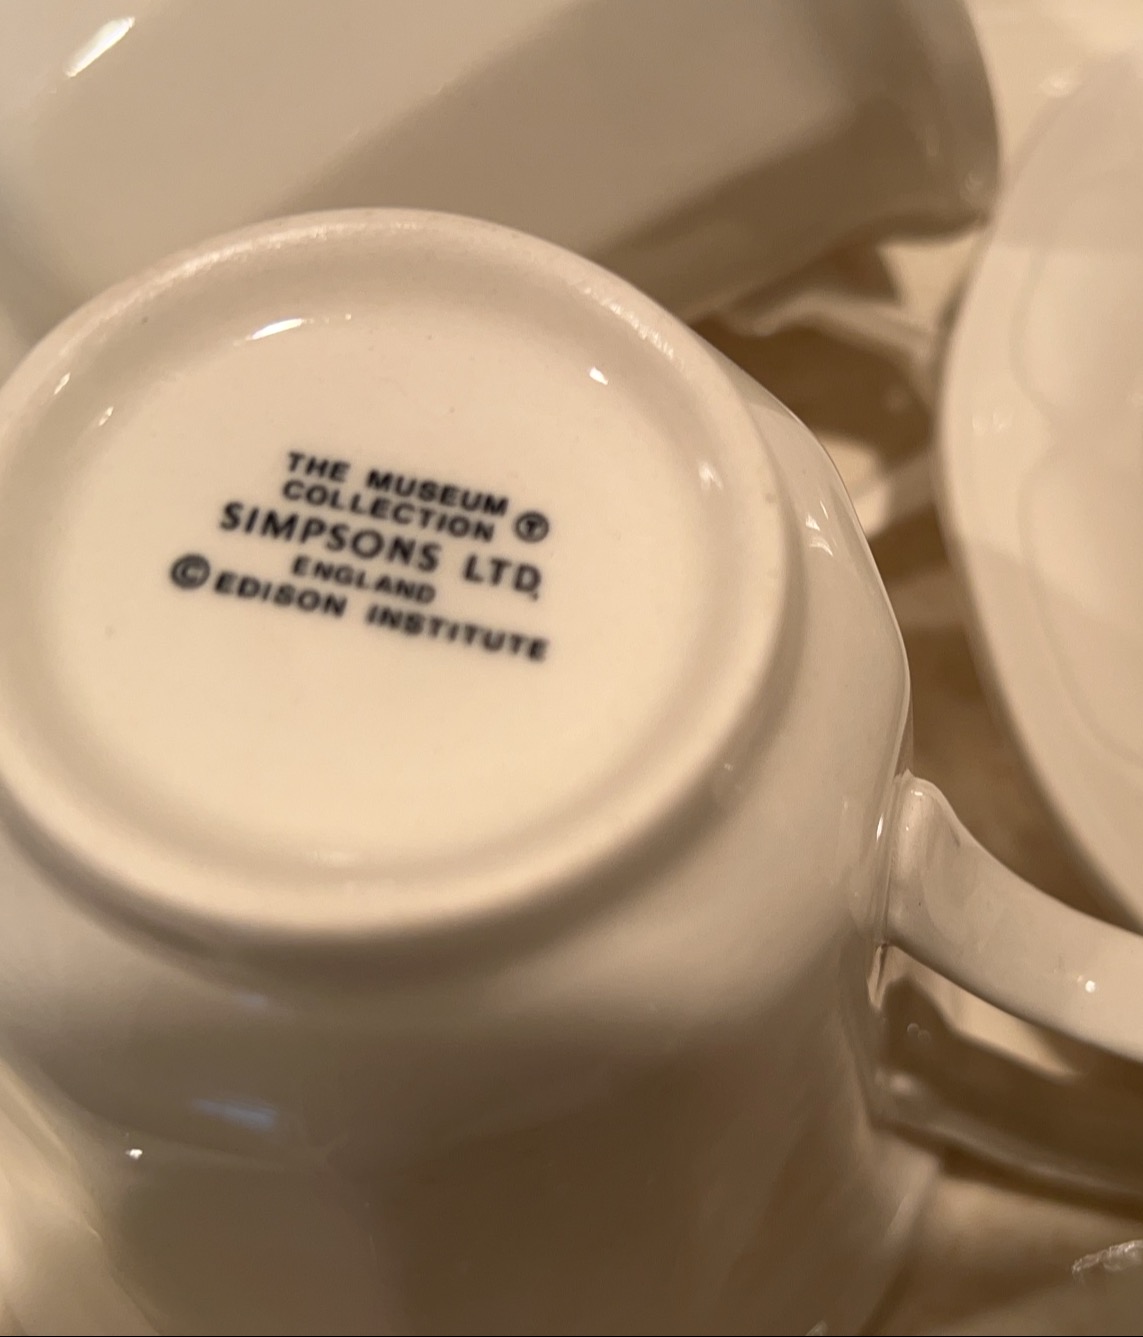 THE MUSEUM
COLLECTION Ⓣ
SIMPSONS LTD,
ENGLAND
© EDISON INSTITUTE